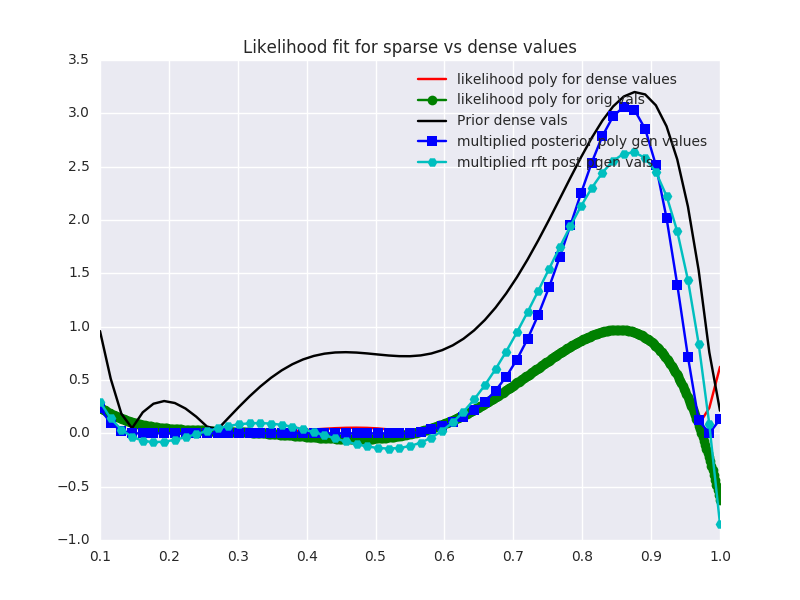 Likelihood fit for sparse vs dense values
3.5
3.0
2.5
2.0
1.5
1.0
0.5
0.0
−0.5
−1.0
likelihood poly for dense values
likelihood poly for orig vals
Prior dense vals
multiplied posterior poly gen values
multiplied rft post gen vals
0.1 0.2 0.3 0.4 0.5 0.6 0.7 0.8 0.9 1.0